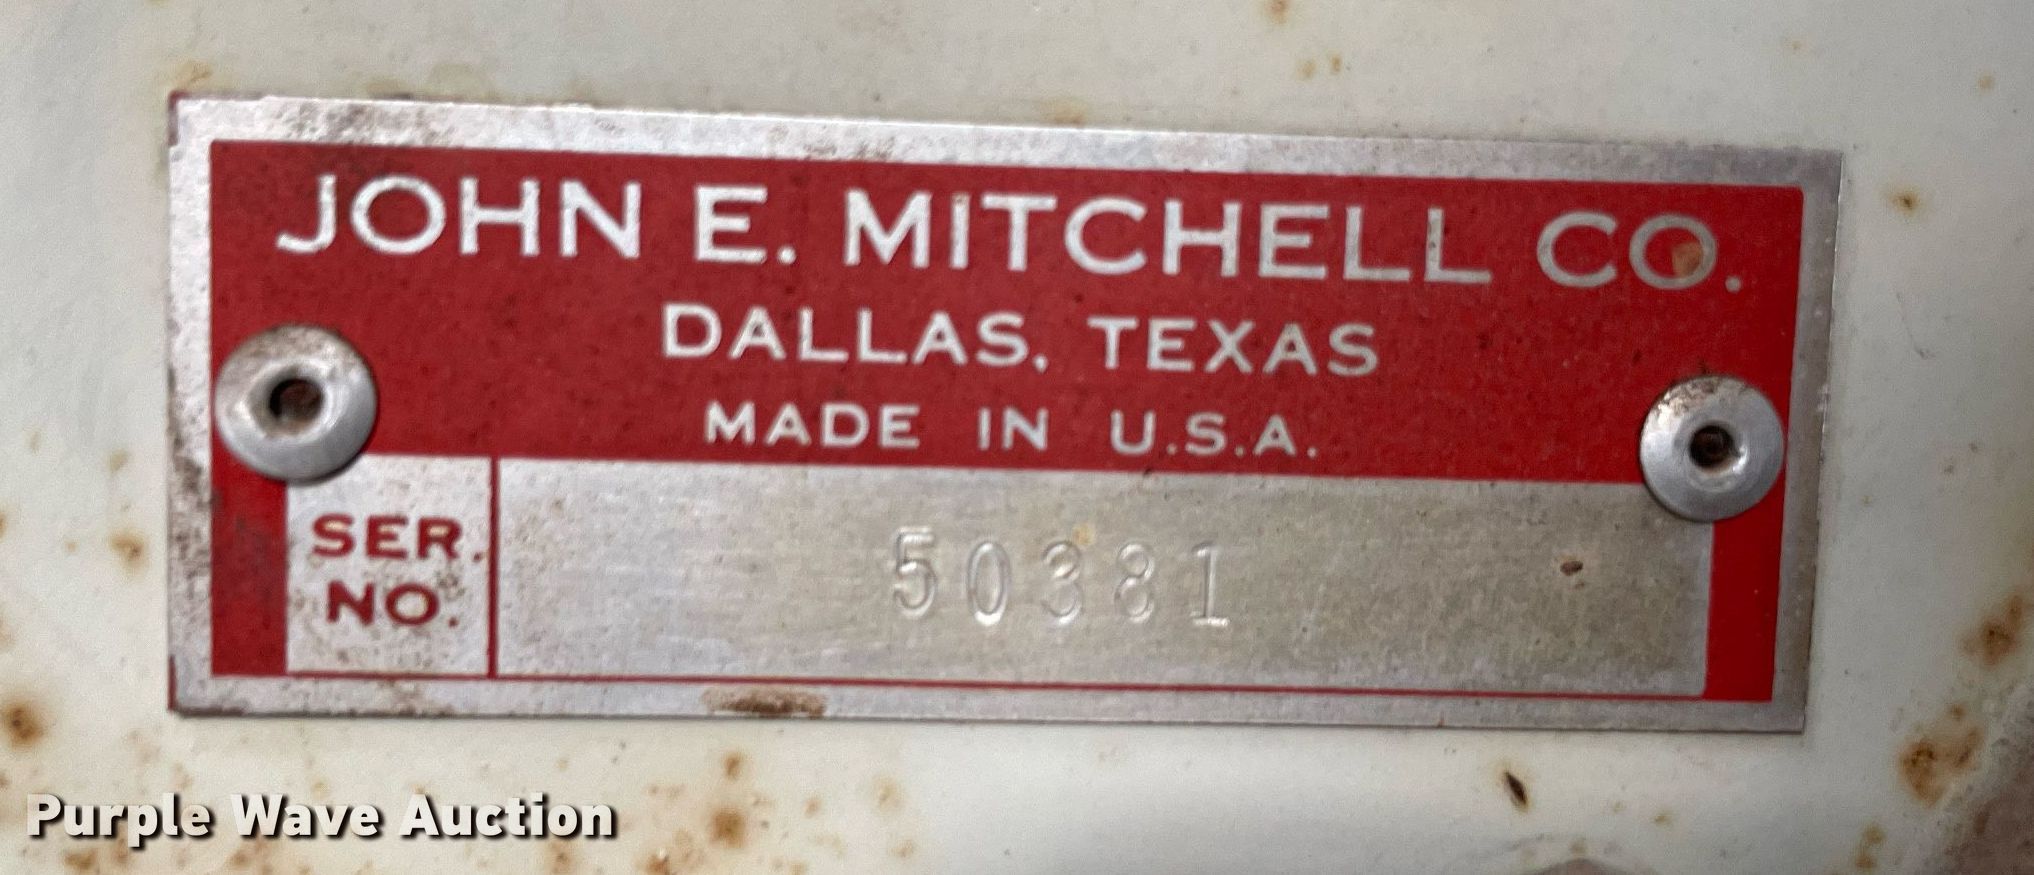 JOHN E. MITCHELL CO.
DALLAS, TEXAS
MADE IN U.S.A.
SER.
NO.
50381
Purple Wave Auction